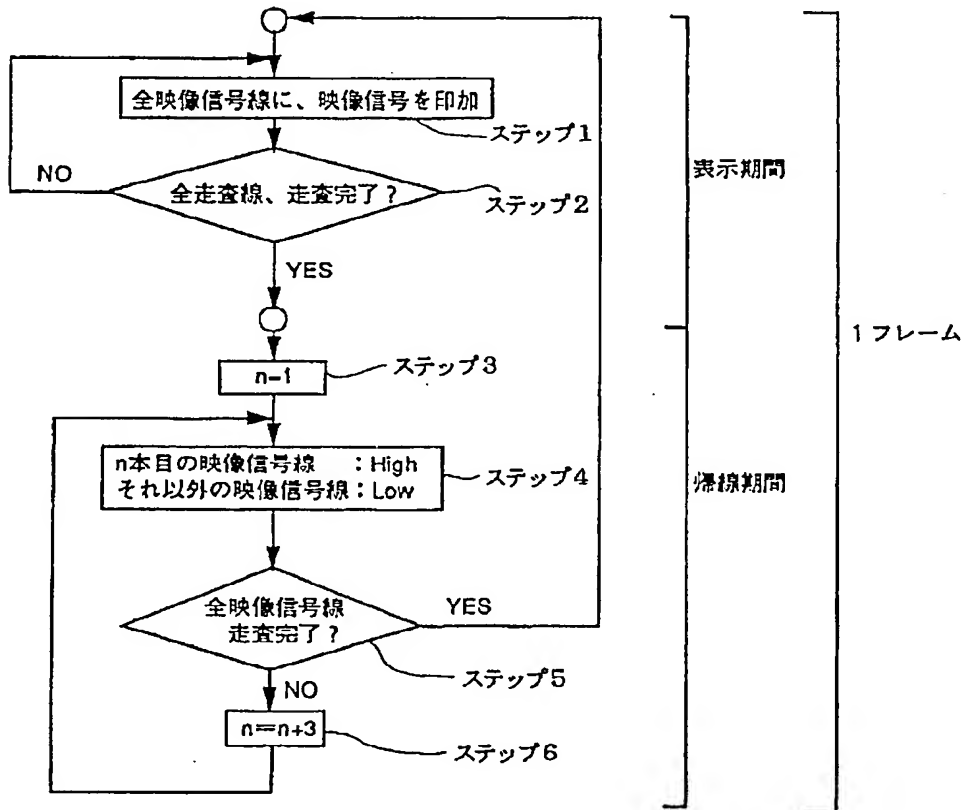 全映像信号線に、映像信号を印加
ステップ1
NO
全走査線、走査完了？
ステップ2
表示期間
YES
1フレーム
ステップ3
n-1
n本目の映像信号線 ：High
それ以外の映像信号線：Low
ステップ4
帰線期間
全映像信号線
走査完了？
YES
ステップ5
NO
n=n+3
ステップ6